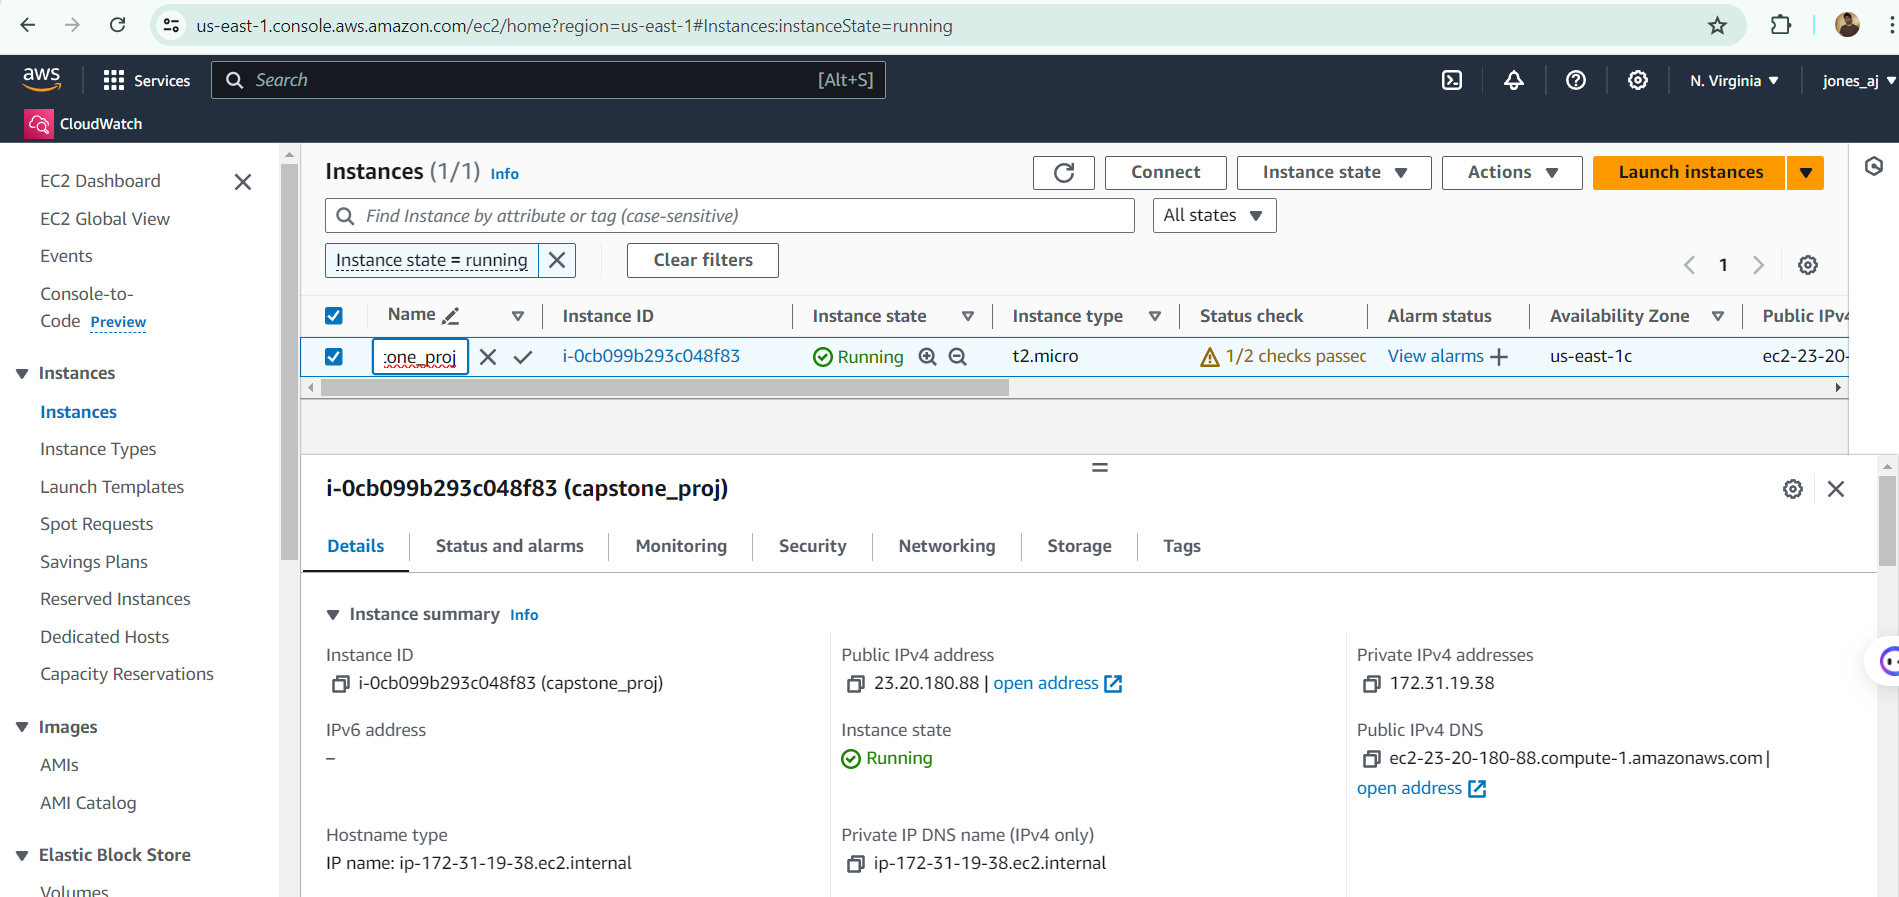 us-east-1.console.aws.amazon.com/ec2/home?region=us-east-1#Instances:instanceState=running
aws
Services
Search
[Alt+S]
N. Virginia
jones_aj
CloudWatch
EC2 Dashboard
EC2 Global View
Events
Console-to-
Code Preview
Instances
Instances
Instance Types
Launch Templates
Spot Requests
Savings Plans
Reserved Instances
Dedicated Hosts
Capacity Reservations
Images
AMIs
AMI Catalog
Elastic Block Store
Volumes
Instances (1/1) Info
Connect
Instance state
Actions
Launch instances
Find Instance by attribute or tag (case-sensitive)
All states
Instance state = running
Clear filters
1
Name
Instance ID
Instance state
Instance type
Status check
Alarm status
Availability Zone
Public IPv4
:one_proj
i-0cb099b293c048f83
Running
t2.micro
1/2 checks passec
View alarms
us-east-1c
ec2-23-20-
i-0cb099b293c048f83 (capstone_proj)
Details
Status and alarms
Monitoring
Security
Networking
Storage
Tags
Instance summary Info
Instance ID
i-0cb099b293c048f83 (capstone_proj)
Public IPv4 address
23.20.180.88 | open address
Private IPv4 addresses
172.31.19.38
IPv6 address
–
Instance state
Running
Public IPv4 DNS
ec2-23-20-180-88.compute-1.amazonaws.com |
open address
Hostname type
IP name: ip-172-31-19-38.ec2.internal
Private IP DNS name (IPv4 only)
ip-172-31-19-38.ec2.internal